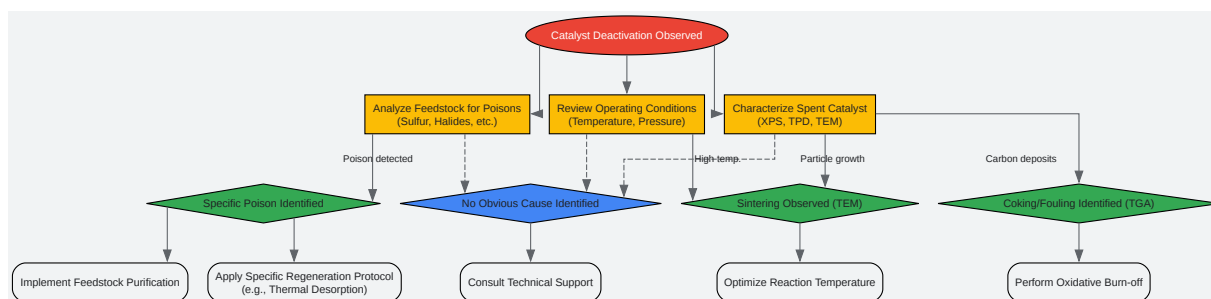 Catalyst Deactivation Observed
Analyze Feedstock for Poisons
(Sulfur, Halides, etc.)
Review Operating Conditions
(Temperature, Pressure)
Characterize Spent Catalyst
(XPS, TPD, TEM)
Poison detected
High temp.
Particle growth
Carbon deposits
Specific Poison Identified
No Obvious Cause Identified
Sintering Observed (TEM)
Coking/Fouling Identified (TGA)
Implement Feedstock Purification
Apply Specific Regeneration Protocol
(e.g., Thermal Desorption)
Consult Technical Support
Optimize Reaction Temperature
Perform Oxidative Burn-off